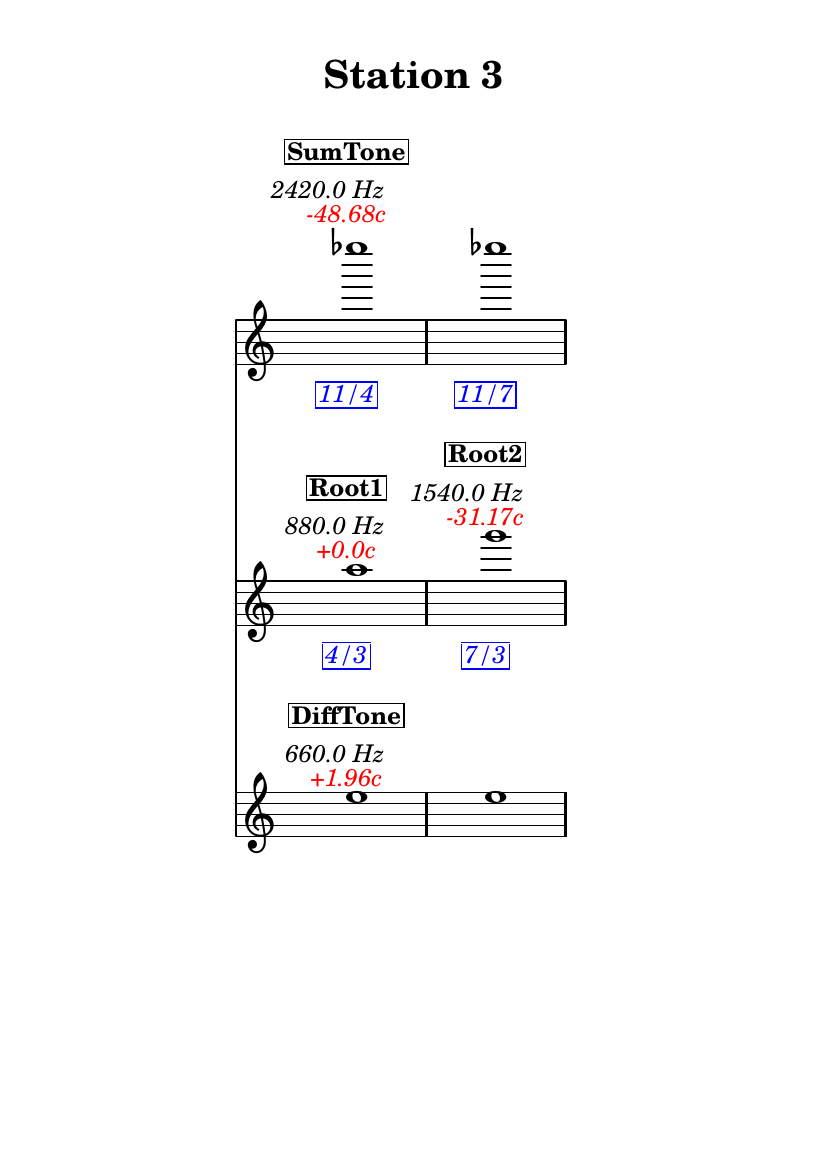 Station 3
SumTone
2420.0 Hz
-48.68c
11/4
11/7
Root2
1540.0 Hz
-31.17c
Root1
880.0 Hz
+0.0c
4/3
7/3
DiffTone
660.0 Hz
+1.96c